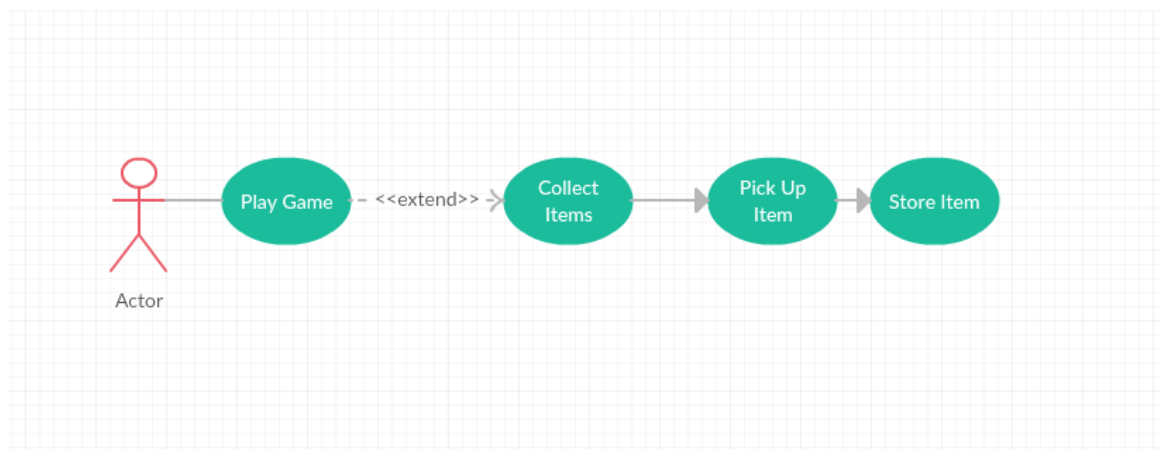 Play Game
<<extend>>
Collect
Items
Pick Up
Item
Store Item
Actor